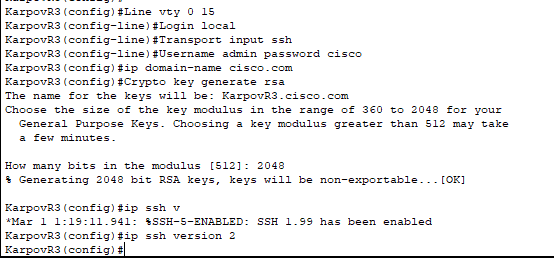 KarpovR3(config)#Line vty 0 15
KarpovR3(config-line)#Login local
KarpovR3(config-line)#Transport input ssh
KarpovR3(config-line)#Username admin password cisco
KarpovR3(config)#ip domain-name cisco.com
KarpovR3(config)#Crypto key generate rsa
The name for the keys will be: KarpovR3.cisco.com
Choose the size of the key modulus in the range of 360 to 2048 for your
  General Purpose Keys. Choosing a key modulus greater than 512 may take
  a few minutes.

How many bits in the modulus [512]: 2048
% Generating 2048 bit RSA keys, keys will be non-exportable...[OK]

KarpovR3(config)#ip ssh v
*Mar 1 1:19:11.941: %SSH-5-ENABLED: SSH 1.99 has been enabled
KarpovR3(config)#ip ssh version 2
KarpovR3(config)#